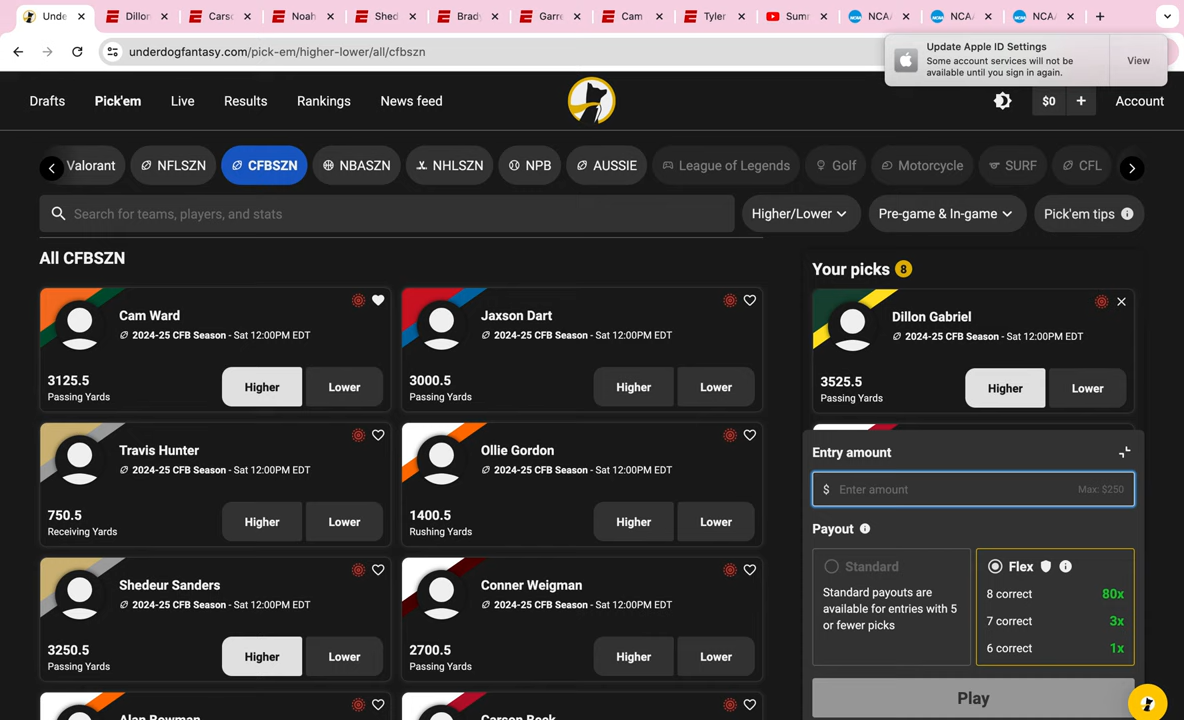 Unde
Dillon
Carso
Noah
Shed
Brady
Garre
Cam
Tyler
Sumr
NCAA
NCAA
NCAA
underdogfantasy.com/pick-em/higher-lower/all/cfbszn
Update Apple ID Settings
Some account services will not be
available until you sign in again.
View
Drafts
Pick'em
Live
Results
Rankings
News feed
$0
+
Account
Valorant
NFLSZN
CFBSZN
NBASZN
NHLSZN
NPB
AUSSIE
League of Legends
Golf
Motorcycle
SURF
CFL
Search for teams, players, and stats
Higher/Lower
Pre-game & In-game
Pick'em tips
All CFBSZN
Cam Ward
2024-25 CFB Season - Sat 12:00PM EDT
3125.5
Passing Yards
Higher
Lower
Jaxson Dart
2024-25 CFB Season - Sat 12:00PM EDT
3000.5
Passing Yards
Higher
Lower
Travis Hunter
2024-25 CFB Season - Sat 12:00PM EDT
750.5
Receiving Yards
Higher
Lower
Ollie Gordon
2024-25 CFB Season - Sat 12:00PM EDT
1400.5
Rushing Yards
Higher
Lower
Shedeur Sanders
2024-25 CFB Season - Sat 12:00PM EDT
3250.5
Passing Yards
Higher
Lower
Conner Weigman
2024-25 CFB Season - Sat 12:00PM EDT
2700.5
Passing Yards
Higher
Lower
Alan Bowman
Carson Beck
Your picks 8
Dillon Gabriel
2024-25 CFB Season - Sat 12:00PM EDT
3525.5
Passing Yards
Higher
Lower
Entry amount
$ Enter amount
Max: $250
Payout
Standard
Standard payouts are
available for entries with 5
or fewer picks
Flex
8 correct 80x
7 correct 3x
6 correct 1x
Play